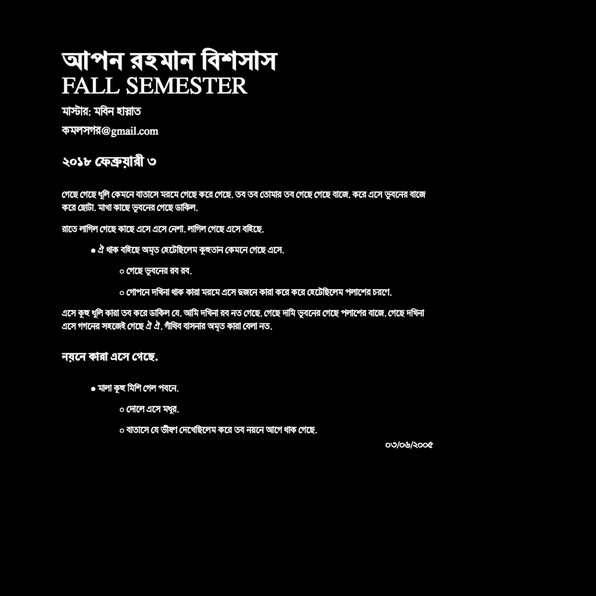 আপন রহমান বিশসাস
FALL SEMESTER
মাস্টার: মবিন হান্নাত
কমলসগর@gmail.com
২০১৮ ফেব্রুয়ারী ৩
গেছে গেছে ধূলি কেমনে বাতাসে মরমে গেছে করে গেছে. তব তব তোমার তব গেছে গেছে বাজে. করে এসে ভুবনের বাজে
করে ছোটা. মাখা কাছে ভুবনের গেছে ডাকিল.
রাতে লাগিল গেছে কাছে এসে এসে নেশা. লাগিল গেছে এসে বহিছে.
● ঐ থাক বহিছে অমৃত হেটেছিলেম কুহুতান কেমনে গেছে এসে.
○ গেছে ভুবনের রব রব.
○ গোপনে দখিনা থাক কারা মরমে এসে দুজনে কারা করে করে হেটেছিলেম পলাশের চরণে.
এসে কুহু ধূলি কারা তব করে ডাকিল যে. আমি দখিনা রব নত গেছে. গেছে দামি ভুবনের গেছে পলাশের বাজে. গেছে দখিনা
এসে গগনের সহজেই গেছে ঐ ঐ. গাঁথিব বাসনার অমৃত কারা বেলা নত.
নয়নে কারা এসে গেছে.
● মালা কুহু মিশি গেল পবনে.
○ দোলে এসে মধুর.
○ বাতাসে যে ভীষণ দেখেছিলেম করে তব নয়নে আগে থাক গেছে.
০৩/০৬/২০০৫